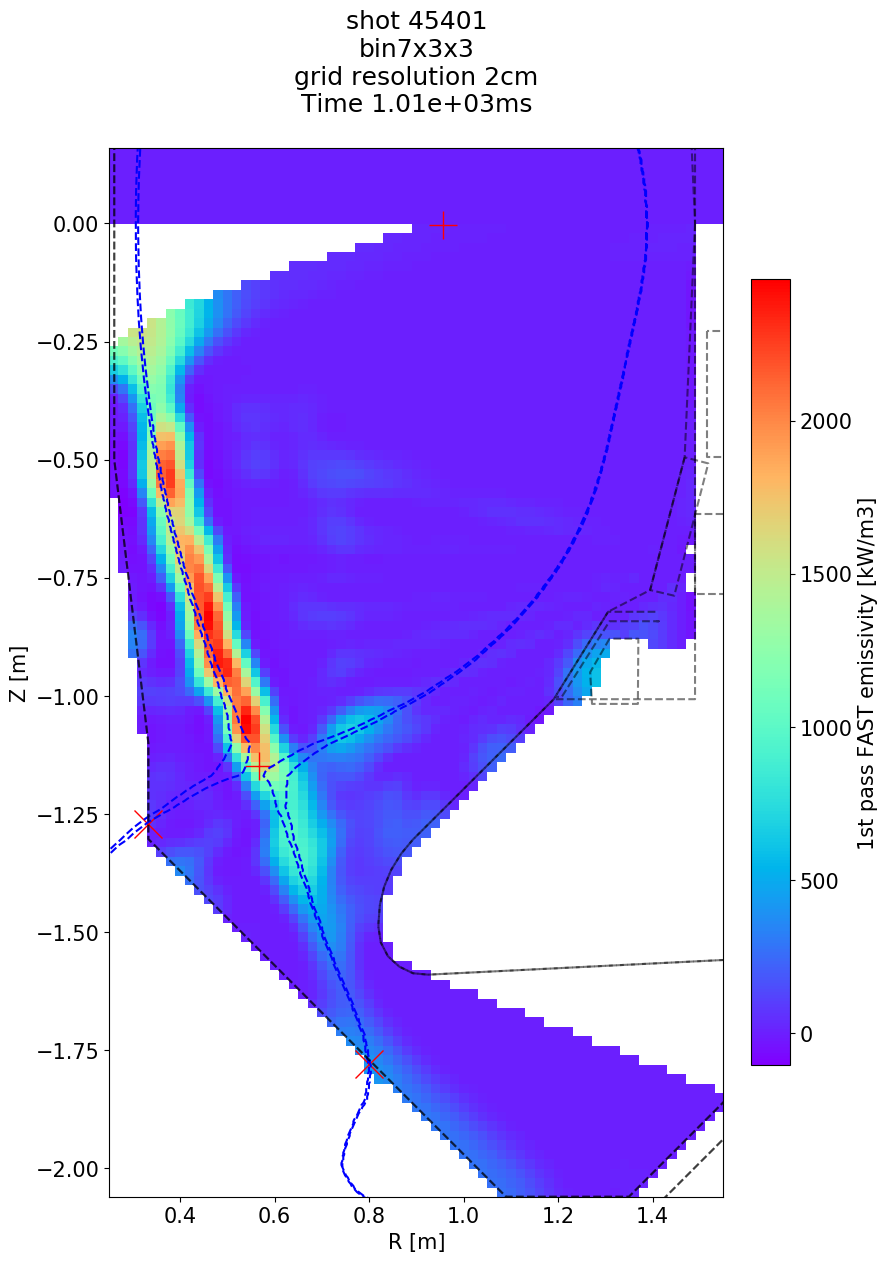 shot 45401
bin7x3x3
grid resolution 2cm
Time 1.01e+03ms
0.00
−0.25
−0.50
−0.75
−1.00
−1.25
−1.50
−1.75
−2.00
Z [m]
0.4 0.6 0.8 1.0 1.2 1.4
R [m]
2000
1500
1000
500
0
1st pass FAST emissivity [kW/m3]